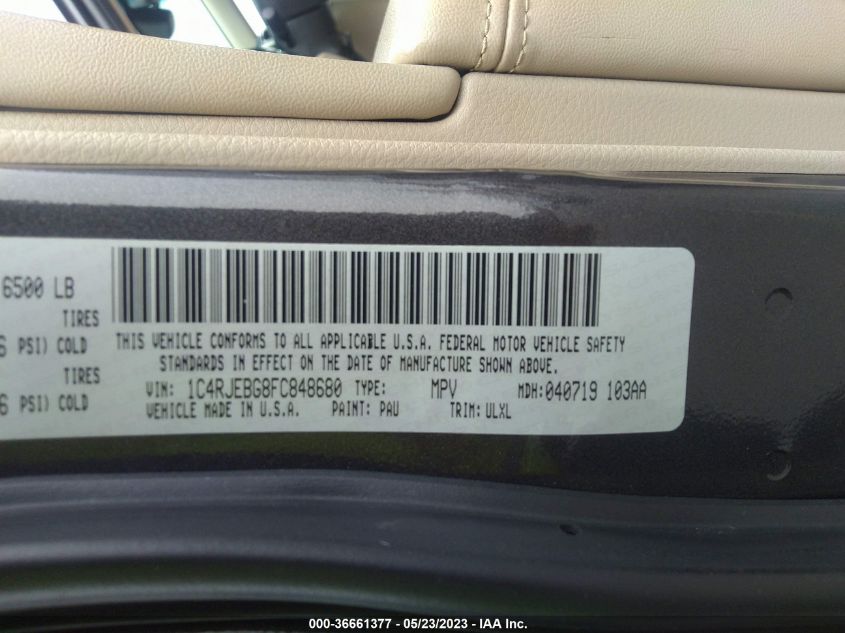 6500 LB
TIRES
PSI) COLD
TIRES
PSI) COLD
THIS VEHICLE CONFORMS TO ALL APPLICABLE U.S.A. FEDERAL MOTOR VEHICLE SAFETY
STANDARDS IN EFFECT ON THE DATE OF MANUFACTURE SHOWN ABOVE.
VIN: 1C4RJEBG8FC848680 TYPE: MPV MDH:040719 103AA
VEHICLE MADE IN U.S.A. PAINT: PAU TRIM: ULXL
000-36661377 - 05/23/2023 - IAA Inc.